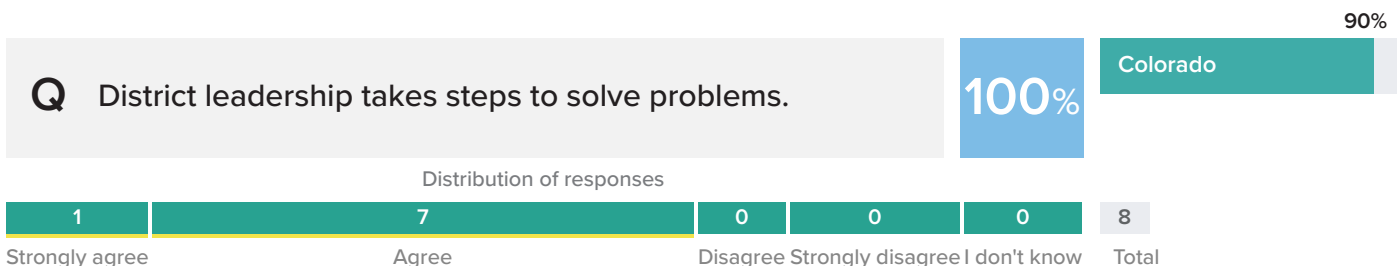 90%
Q District leadership takes steps to solve problems.
100%
Colorado
Distribution of responses
1 7 0 0 0 8
Strongly agree Agree Disagree Strongly disagree I don't know Total